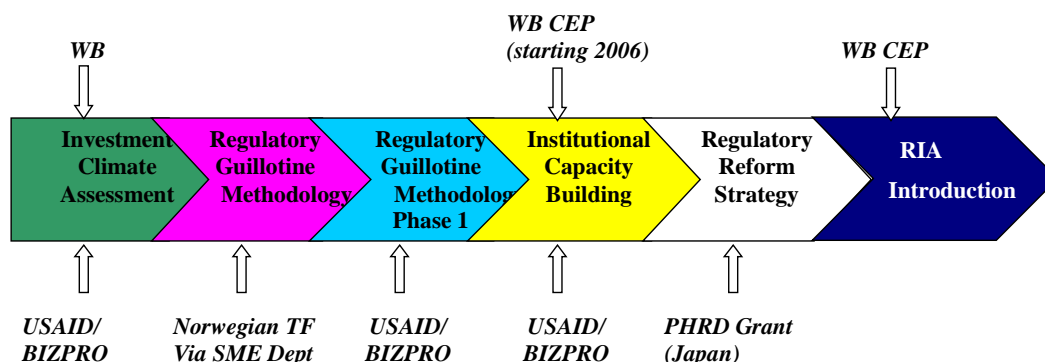 WB
WB CEP
(starting 2006)
WB CEP
Investment
Climate
Assessment
Regulatory
Guillotine
Methodology
Regulatory
Guillotine
Methodolog
Phase 1
Institutional
Capacity
Building
Regulatory
Reform
Strategy
RIA
Introduction
USAID/
BIZPRO
Norwegian TF
Via SME Dept
USAID/
BIZPRO
USAID/
BIZPRO
PHRD Grant
(Japan)